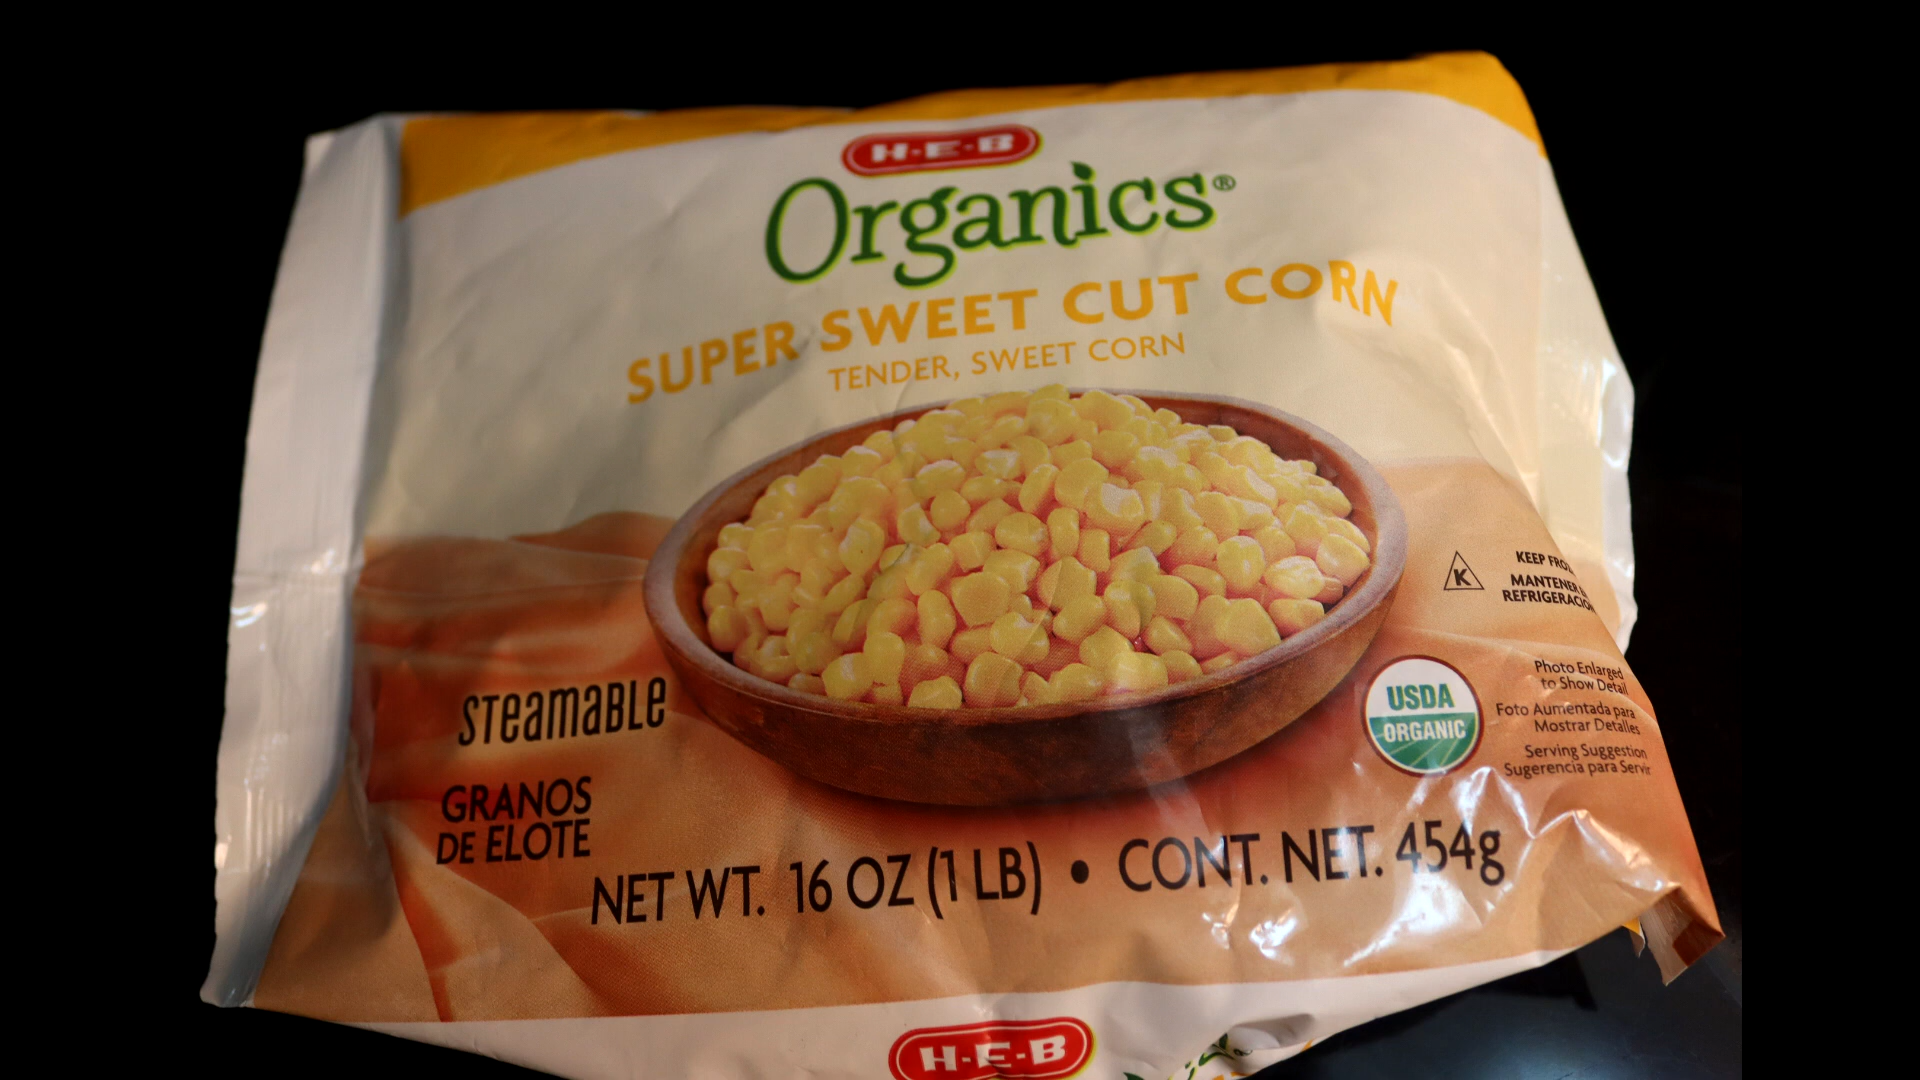 H-E-B
Organics®
SUPER SWEET CUT CORN
TENDER, SWEET CORN
K
KEEP
MANTENER
USDA
ORGANIC
Photo Enlarged
to Show Detail
Foto Aumentada para
Mostrar Detalles
Serving Suggestion
Sugerencia para Servir
STEAMABLE
GRANOS
DE ELOTE
NET WT. 16 OZ (1 LB) • CONT. NET. 454g
H-E-B